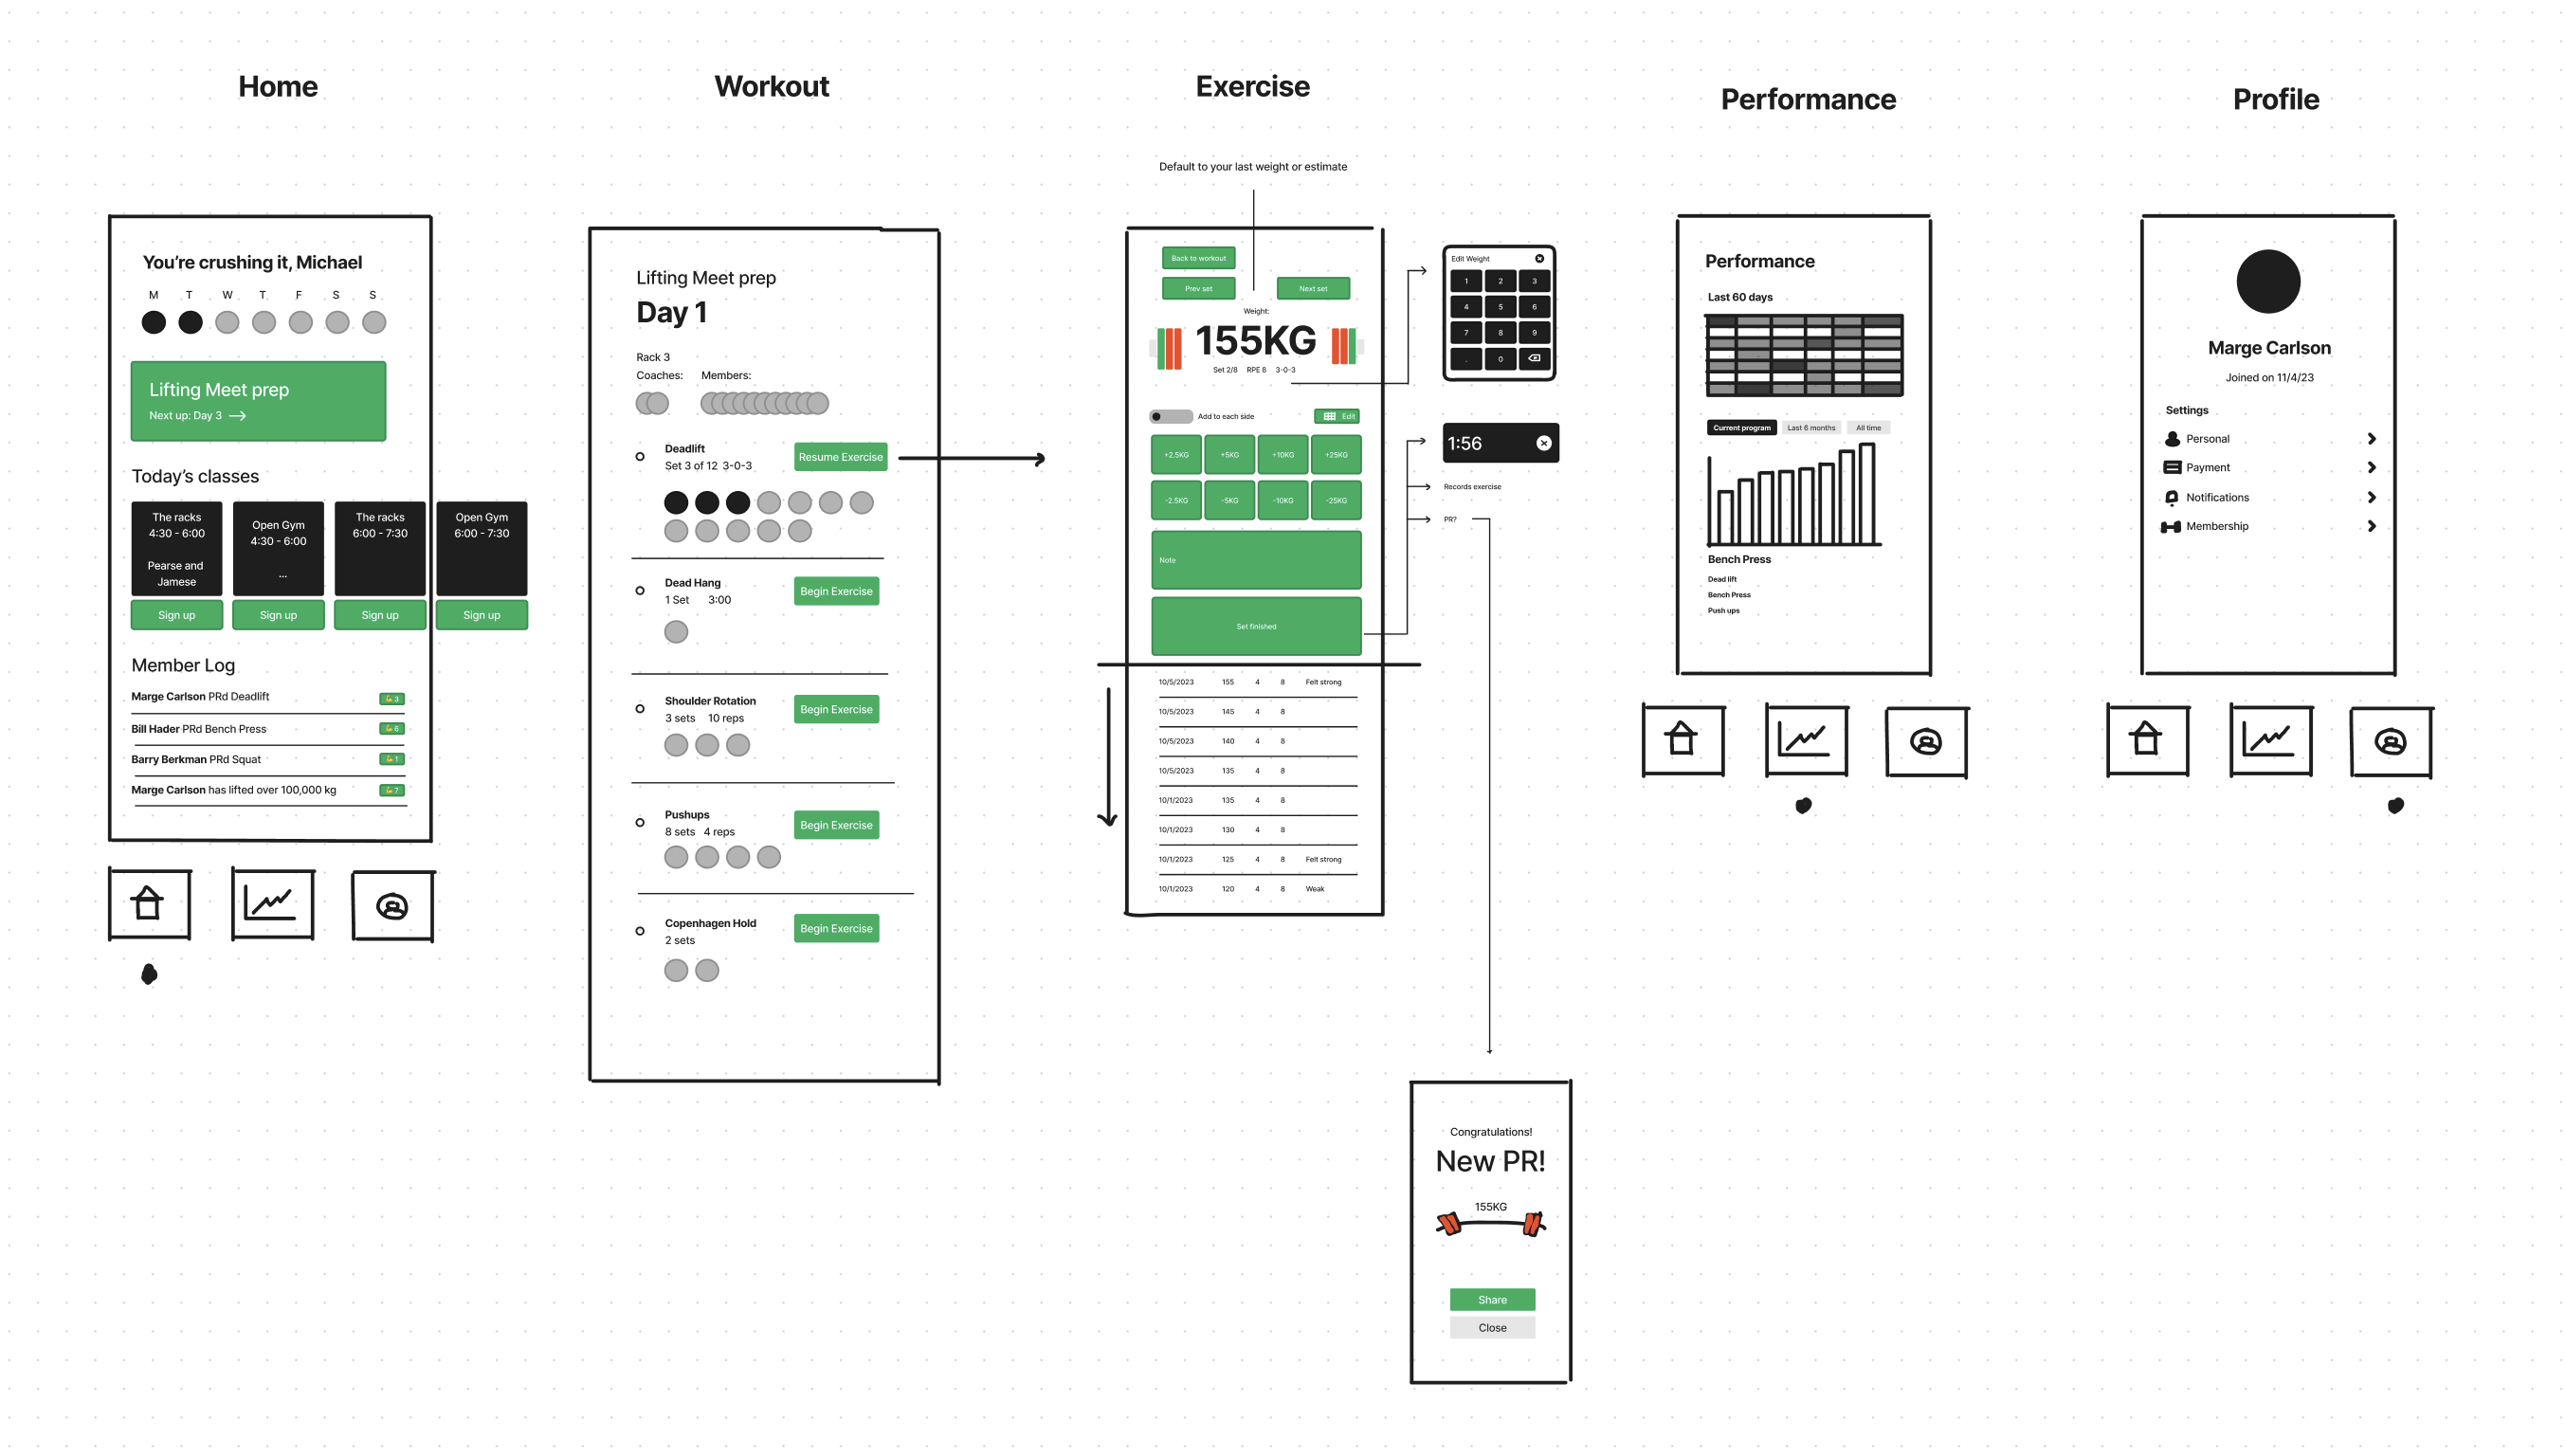 Home
You're crushing it, Michael
M T W T F S S
Lifting Meet prep
Next up: Day 3
Today's classes
The racks
4:30 - 6:00
Pearse and
Jamese
Sign up
Open Gym
4:30 - 6:00
...
Sign up
The racks
6:00 - 7:30
Sign up
Open Gym
6:00 - 7:30
Sign up
Member Log
Marge Carlson PRd Deadlift
💪 3
Bill Hader PRd Bench Press
💪 6
Barry Berkman PRd Squat
💪 1
Marge Carlson has lifted over 100,000 kg
💪 7
Workout
Lifting Meet prep
Day 1
Rack 3
Coaches: Members:
Deadlift
Set 3 of 12 3-0-3
Resume Exercise
Dead Hang
1 Set 3:00
Begin Exercise
Shoulder Rotation
3 sets 10 reps
Begin Exercise
Pushups
8 sets 4 reps
Begin Exercise
Copenhagen Hold
2 sets
Begin Exercise
Exercise
Default to your last weight or estimate
Back to workout
Prev set
Next set
Weight:
155KG
Set 2/8 RPE 8 3-0-3
Add to each side
Edit
+2.5KG +5KG +10KG +25KG
-2.5KG -5KG -10KG -25KG
Note
Set finished
10/5/2023 155 4 8 Felt strong
10/5/2023 145 4 8
10/5/2023 140 4 8
10/5/2023 135 4 8
10/1/2023 135 4 8
10/1/2023 130 4 8
10/1/2023 125 4 8 Felt strong
10/1/2023 120 4 8 Weak
Edit Weight
1 2 3
4 5 6
7 8 9
. 0
1:56
Records exercise
PR?
Congratulations!
New PR!
155KG
Share
Close
Performance
Performance
Last 60 days
Current program
Last 6 months
All time
Bench Press
Dead lift
Bench Press
Push ups
Profile
Marge Carlson
Joined on 11/4/23
Settings
Personal
Payment
Notifications
Membership